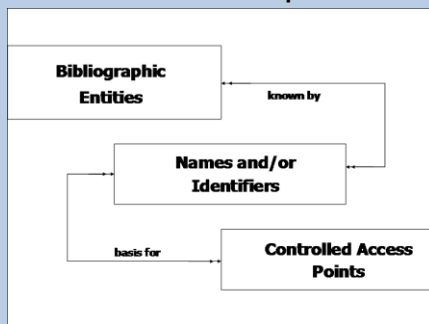 Bibliographic
Entities
known by
Names and/or
Identifiers
basis for
Controlled Access
Points